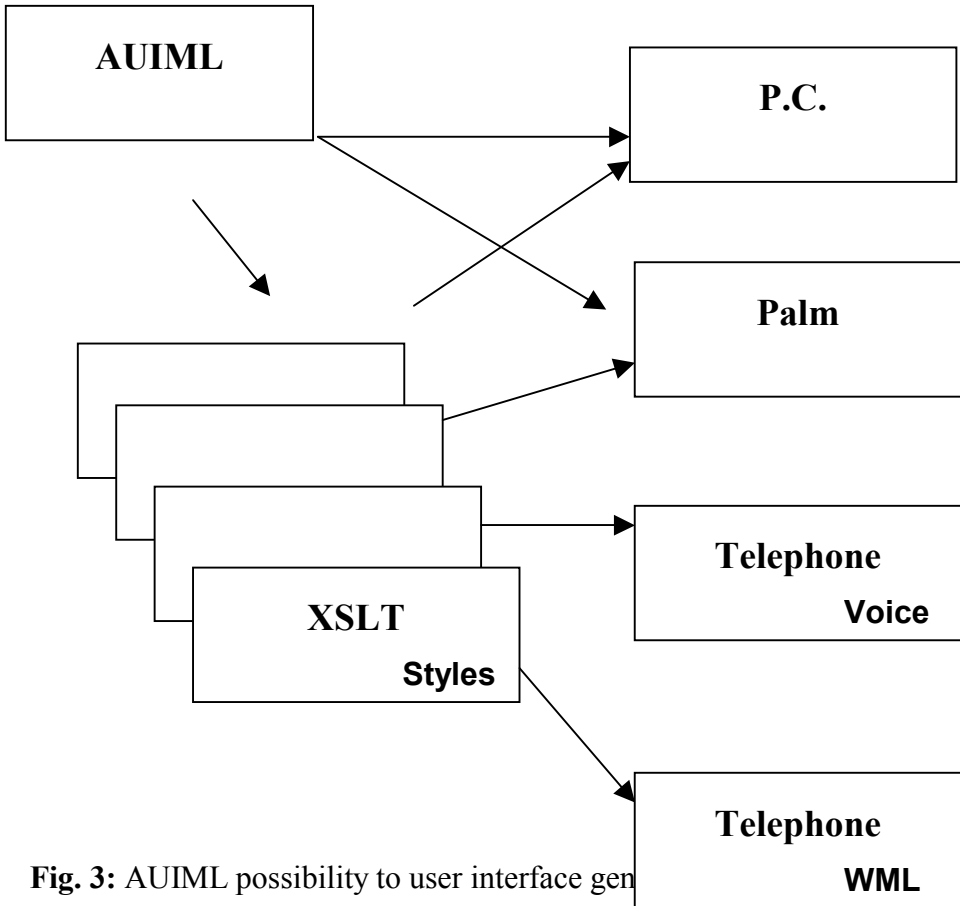 AUIML
P.C.
Palm
Telephone
Voice
XSLT
Styles
Telephone
WML
Fig. 3: AUIML possibility to user interface gen